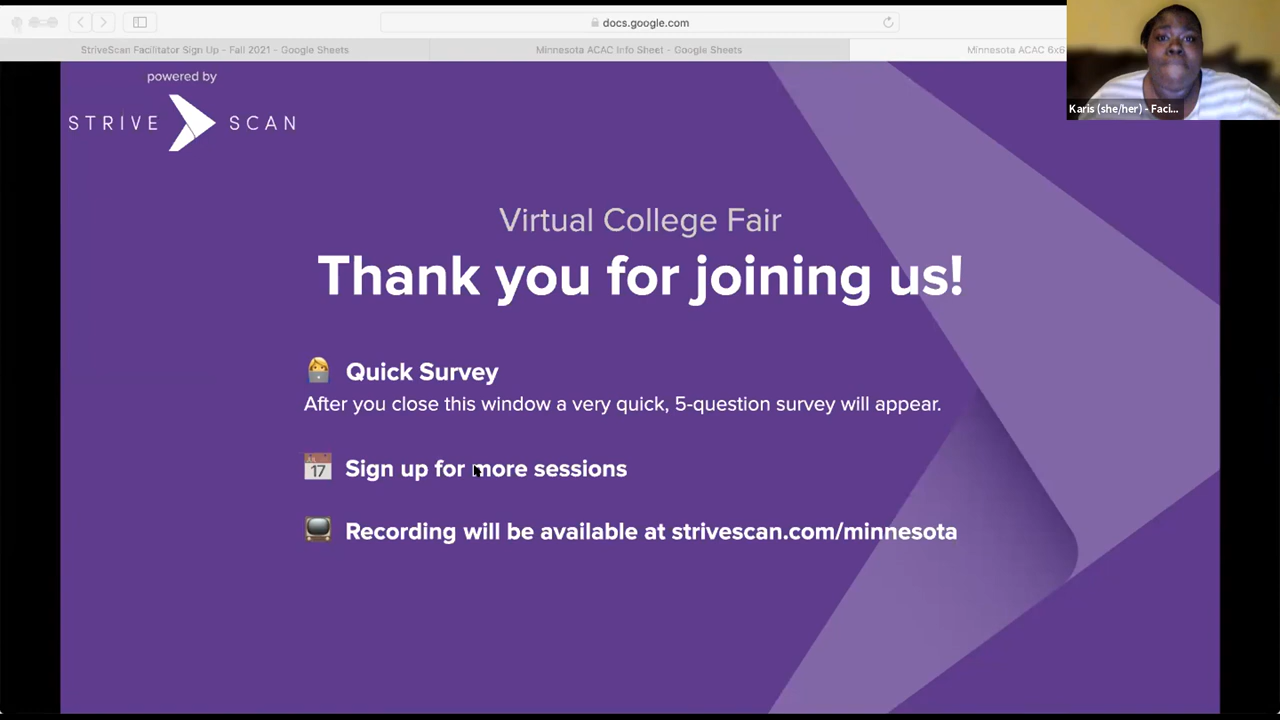 docs.google.com
StriveScan Facilitator Sign Up - Fall 2021 - Google Sheets
Minnesota ACAC Info Sheet - Google Sheets
Minnesota ACAC 6x6
Karis (she/her) - Faci...
powered by
STRIVE SCAN
Virtual College Fair
Thank you for joining us!
Quick Survey
After you close this window a very quick, 5-question survey will appear.
17
Sign up for more sessions
Recording will be available at strivescan.com/minnesota